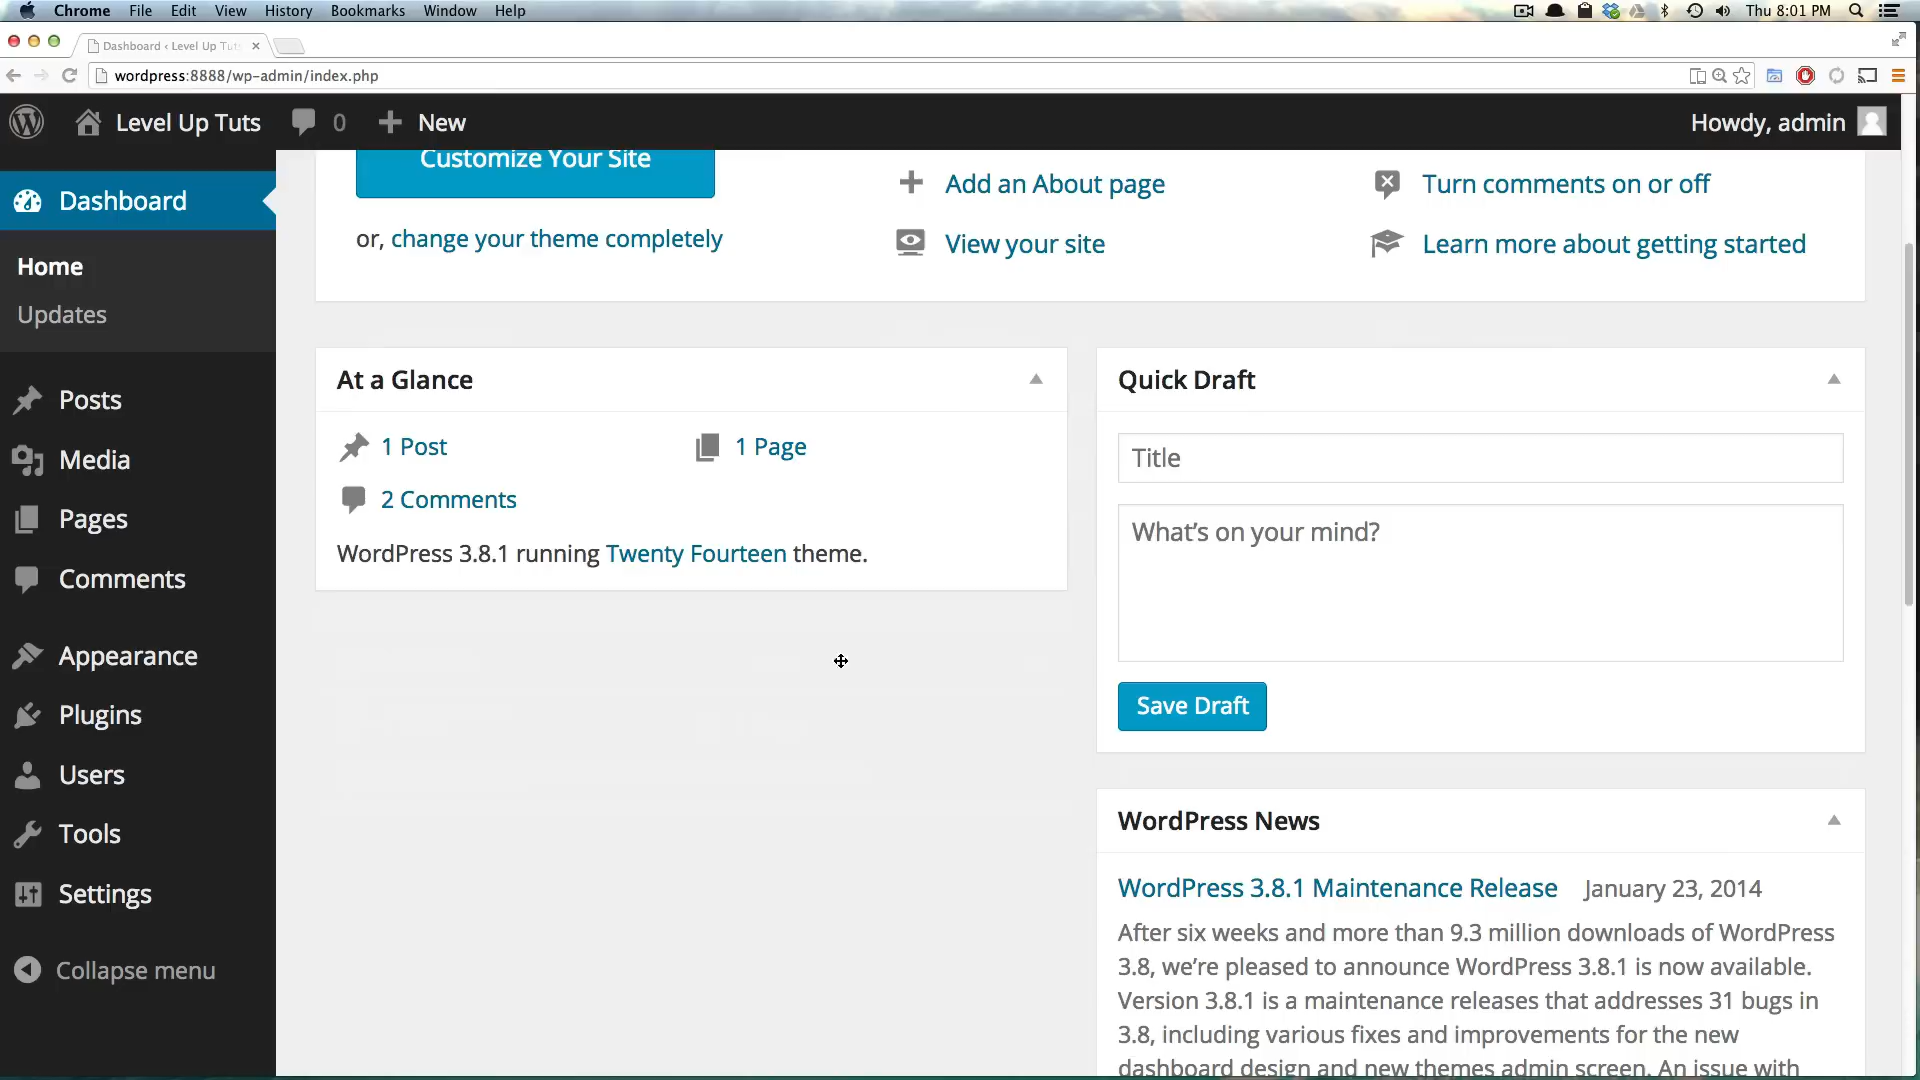 Chrome File Edit View History Bookmarks Window Help Thu 8:01 PM
Dashboard ‹ Level Up Tuts
wordpress:8888/wp-admin/index.php
Level Up Tuts 0 New Howdy, admin
Dashboard
Home
Updates
Posts
Media
Pages
Comments
Appearance
Plugins
Users
Tools
Settings
Collapse menu
Customize Your Site
or, change your theme completely
Add an About page
View your site
Turn comments on or off
Learn more about getting started
At a Glance
1 Post 1 Page
2 Comments
WordPress 3.8.1 running Twenty Fourteen theme.
Quick Draft
Title
What’s on your mind?
Save Draft
WordPress News
WordPress 3.8.1 Maintenance Release January 23, 2014
After six weeks and more than 9.3 million downloads of WordPress
3.8, we’re pleased to announce WordPress 3.8.1 is now available.
Version 3.8.1 is a maintenance releases that addresses 31 bugs in
3.8, including various fixes and improvements for the new
dashboard design and new themes admin screen. An issue with